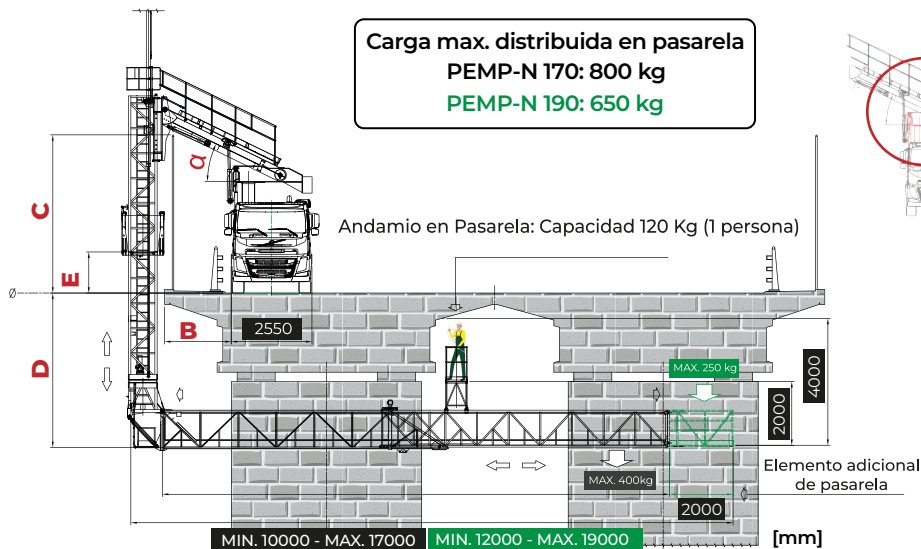 Carga max. distribuida en pasarela
PEMP-N 170: 800 kg
PEMP-N 190: 650 kg
α
C
Andamio en Pasarela: Capacidad 120 Kg (1 persona)
E
Ø
B
2550
D
MAX. 250 kg
4000
2000
MAX. 400kg
Elemento adicional
de pasarela
2000
MIN. 10000 - MAX. 17000
MIN. 12000 - MAX. 19000
[mm]